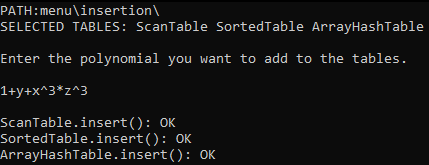 PATH:menu\insertion\
SELECTED TABLES: ScanTable SortedTable ArrayHashTable
Enter the polynomial you want to add to the tables.
1+y+x^3*z^3
ScanTable.insert(): OK
SortedTable.insert(): OK
ArrayHashTable.insert(): OK